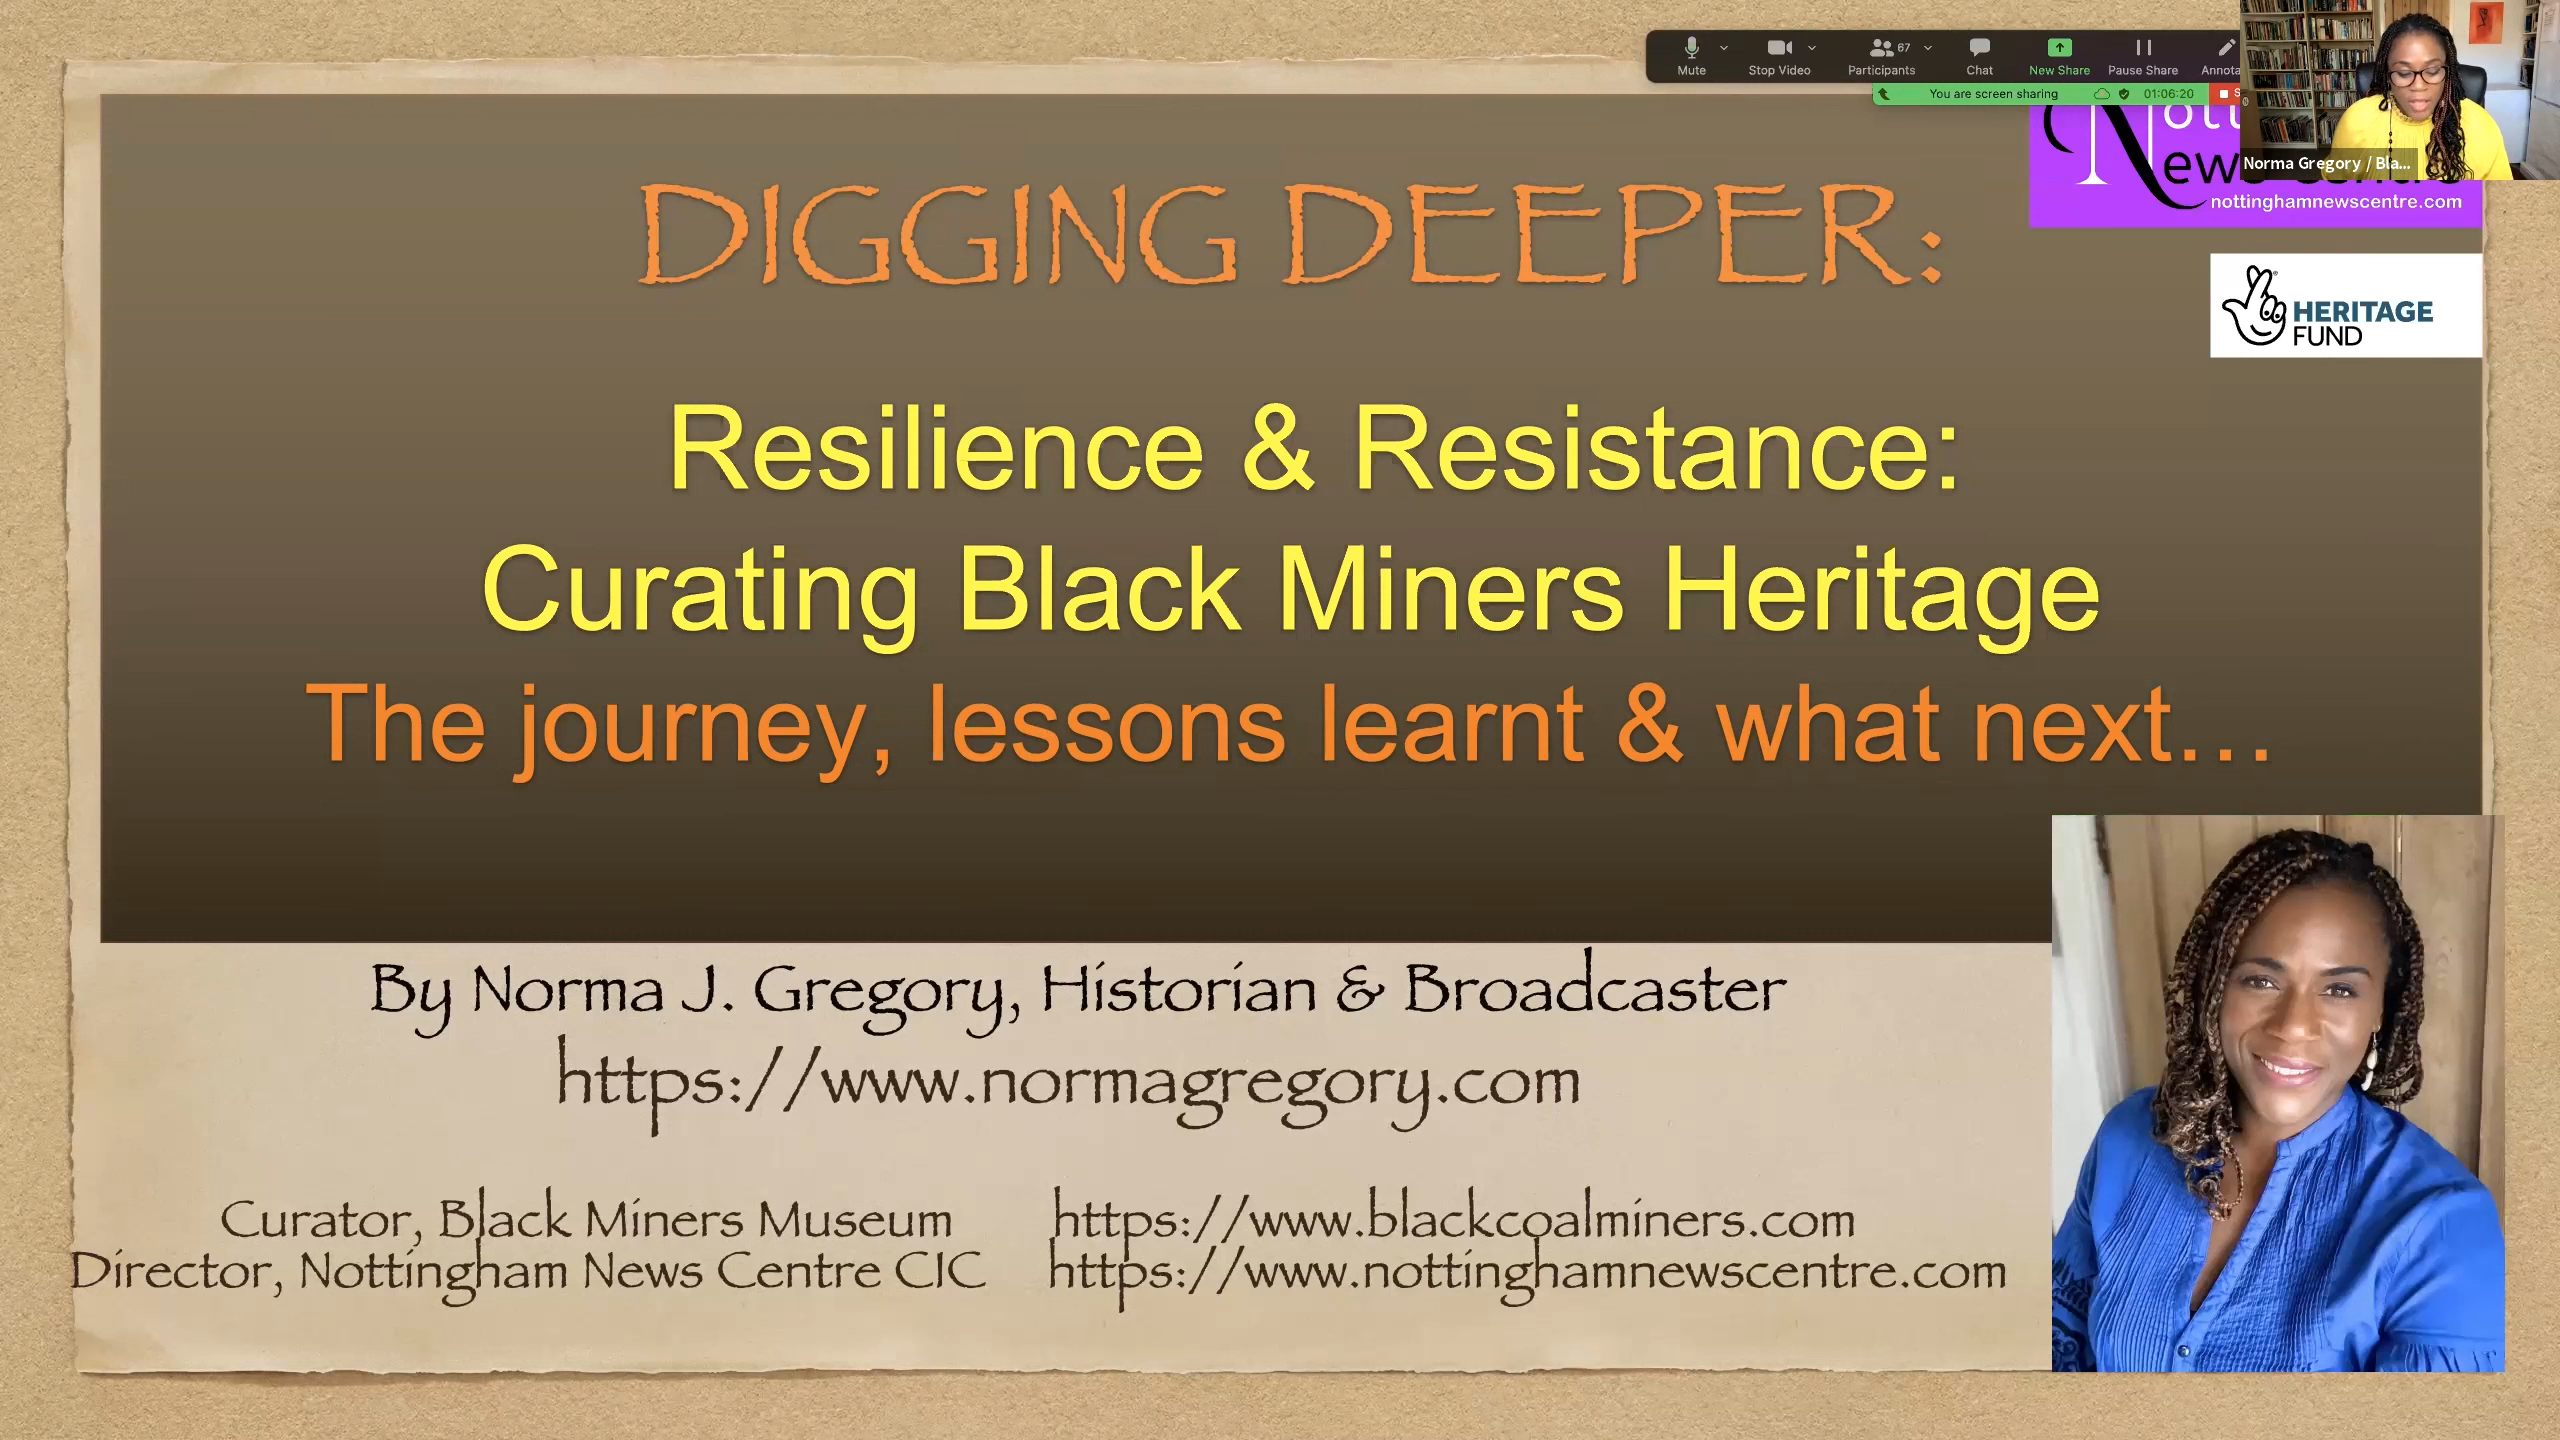 Mute
Stop Video
67
Participants
Chat
New Share
Pause Share
You are screen sharing
01:06:20
Norma Gregory / Bla...
nottinghamnewscentre.com
HERITAGE
FUND
DIGGING DEEPER:
Resilience & Resistance:
Curating Black Miners Heritage
The journey, lessons learnt & what next...
By Norma J. Gregory, Historian & Broadcaster
https://www.normagregory.com
Curator, Black Miners Museum https://www.blackcoalminers.com
Director, Nottingham News Centre CIC https://www.nottinghamnewscentre.com